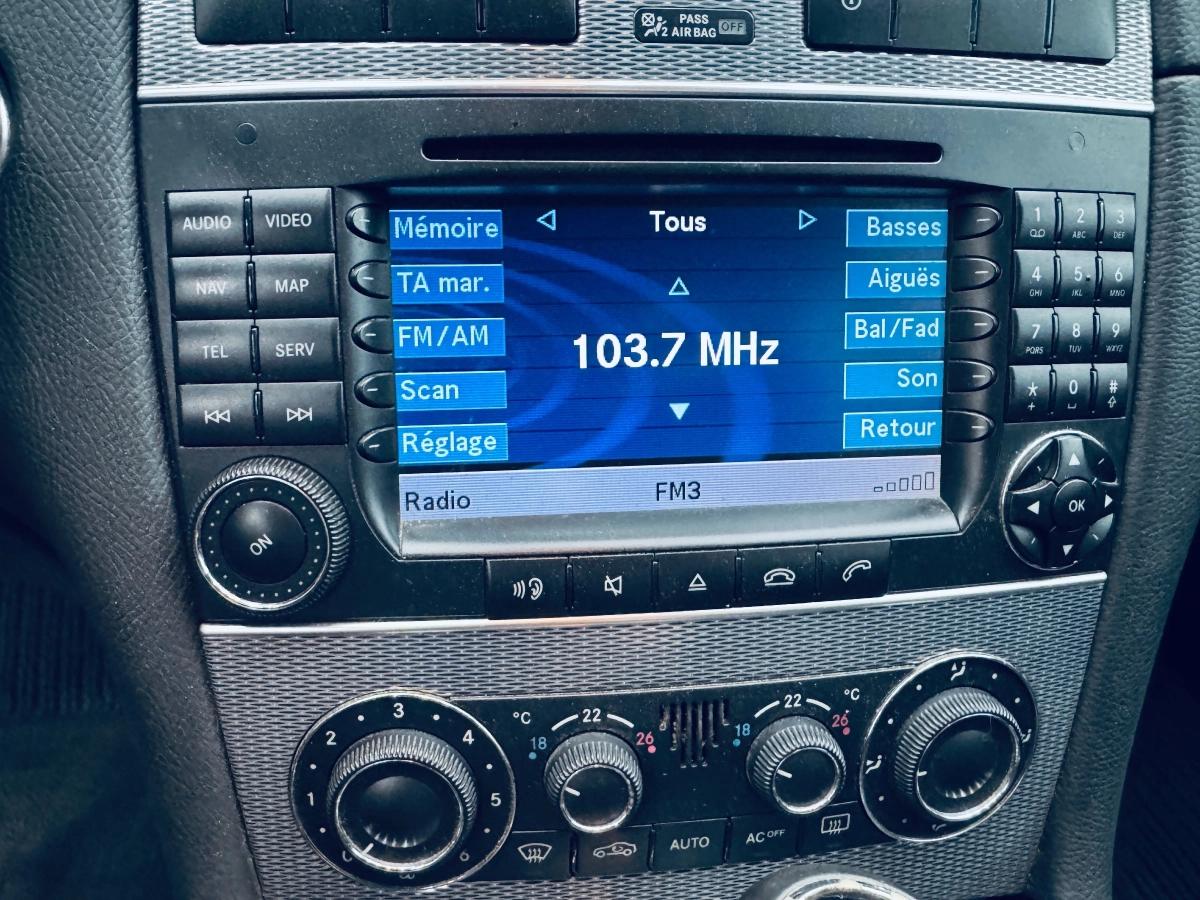 PASS
2 AIRBAG OFF
AUDIO VIDEO
NAV MAP
TEL SERV
ON
Mémoire Tous Basses
TA mar. Aiguës
FM/AM 103.7 MHz Bal/Fad
Scan Son
Réglage Retour
Radio FM3
1 2 ABC 3 DEF
4 GHI 5 JKL 6 MNO
7 PQRS 8 TUV 9 WXYZ
* + 0 #
OK
0 1 2 3 4 5 6
°C 18 22 26
18 22 26 °C
AUTO AC OFF